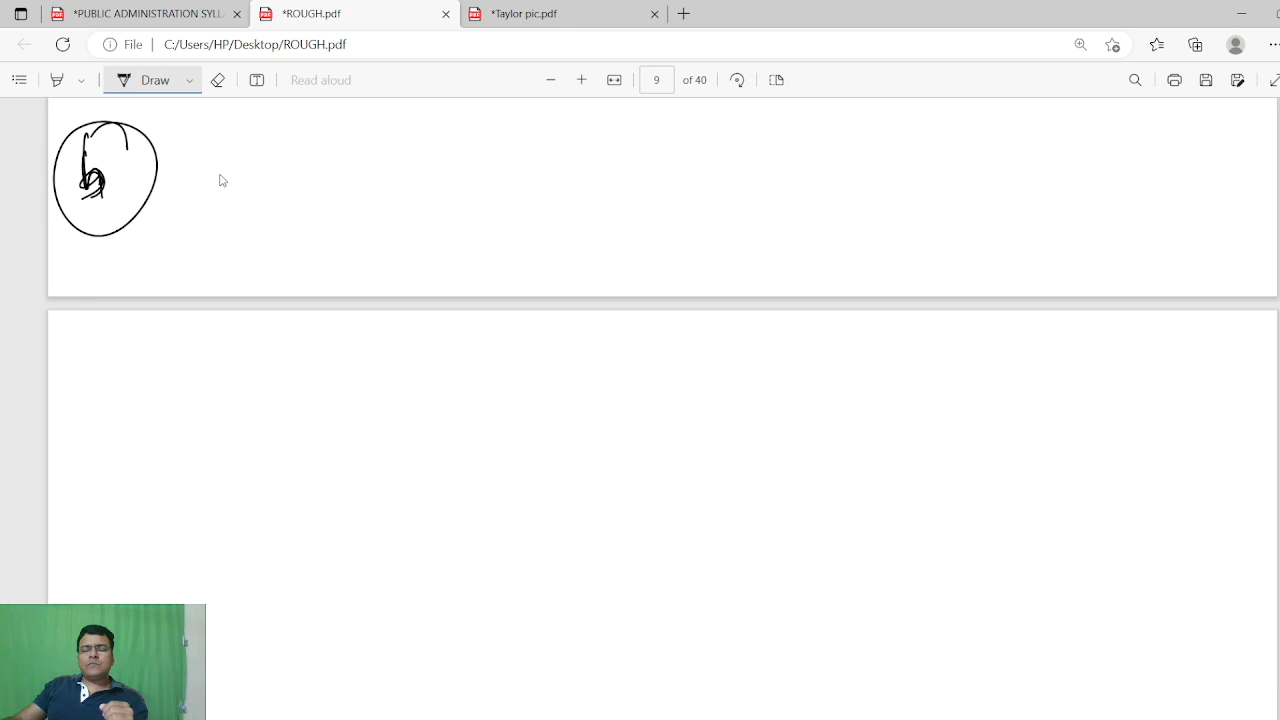 *PUBLIC ADMINISTRATION SYLLA
*ROUGH.pdf
*Taylor pic.pdf
File
C:/Users/HP/Desktop/ROUGH.pdf
Draw
Read aloud
9
of 40